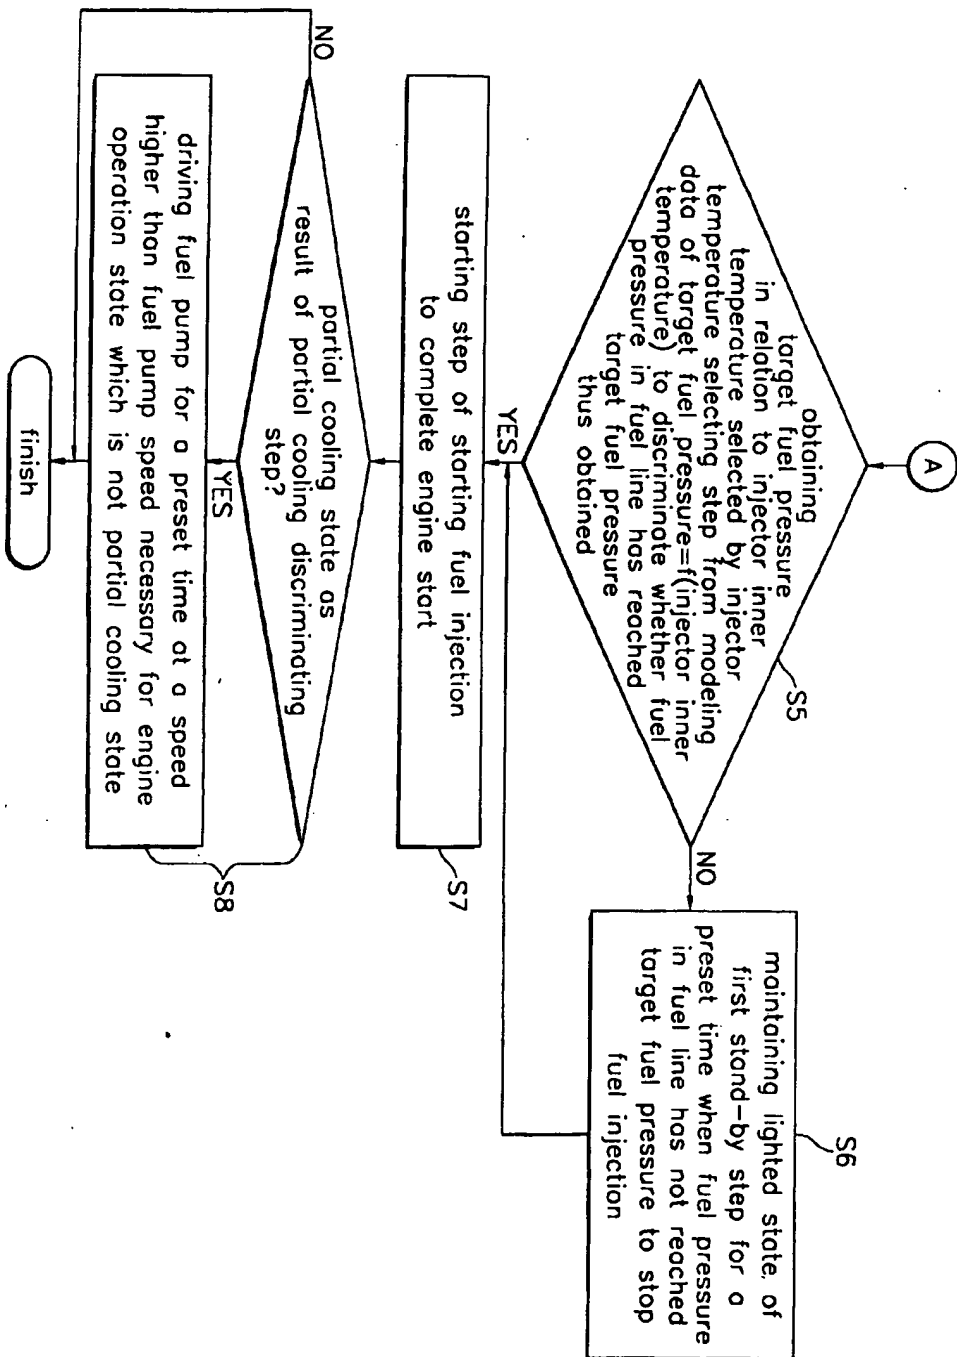 A
obtaining
target fuel pressure
in relation to injector inner
temperature selected by injector
temperature selecting step from modeling
data of target fuel pressure=f(injector inner
temperature) to discriminate whether fuel
pressure in fuel line has reached
target fuel pressure
thus obtained
S5
NO
YES
maintaining lighted state of
first stand-by step for a
preset time when fuel pressure
in fuel line has not reached
target fuel pressure to stop
fuel injection
S6
starting step of starting fuel injection
to complete engine start
S7
partial cooling state as
result of partial cooling discriminating
step?
NO
YES
driving fuel pump for a preset time at a speed
higher than fuel pump speed necessary for engine
operation state which is not partial cooling state
S8
finish